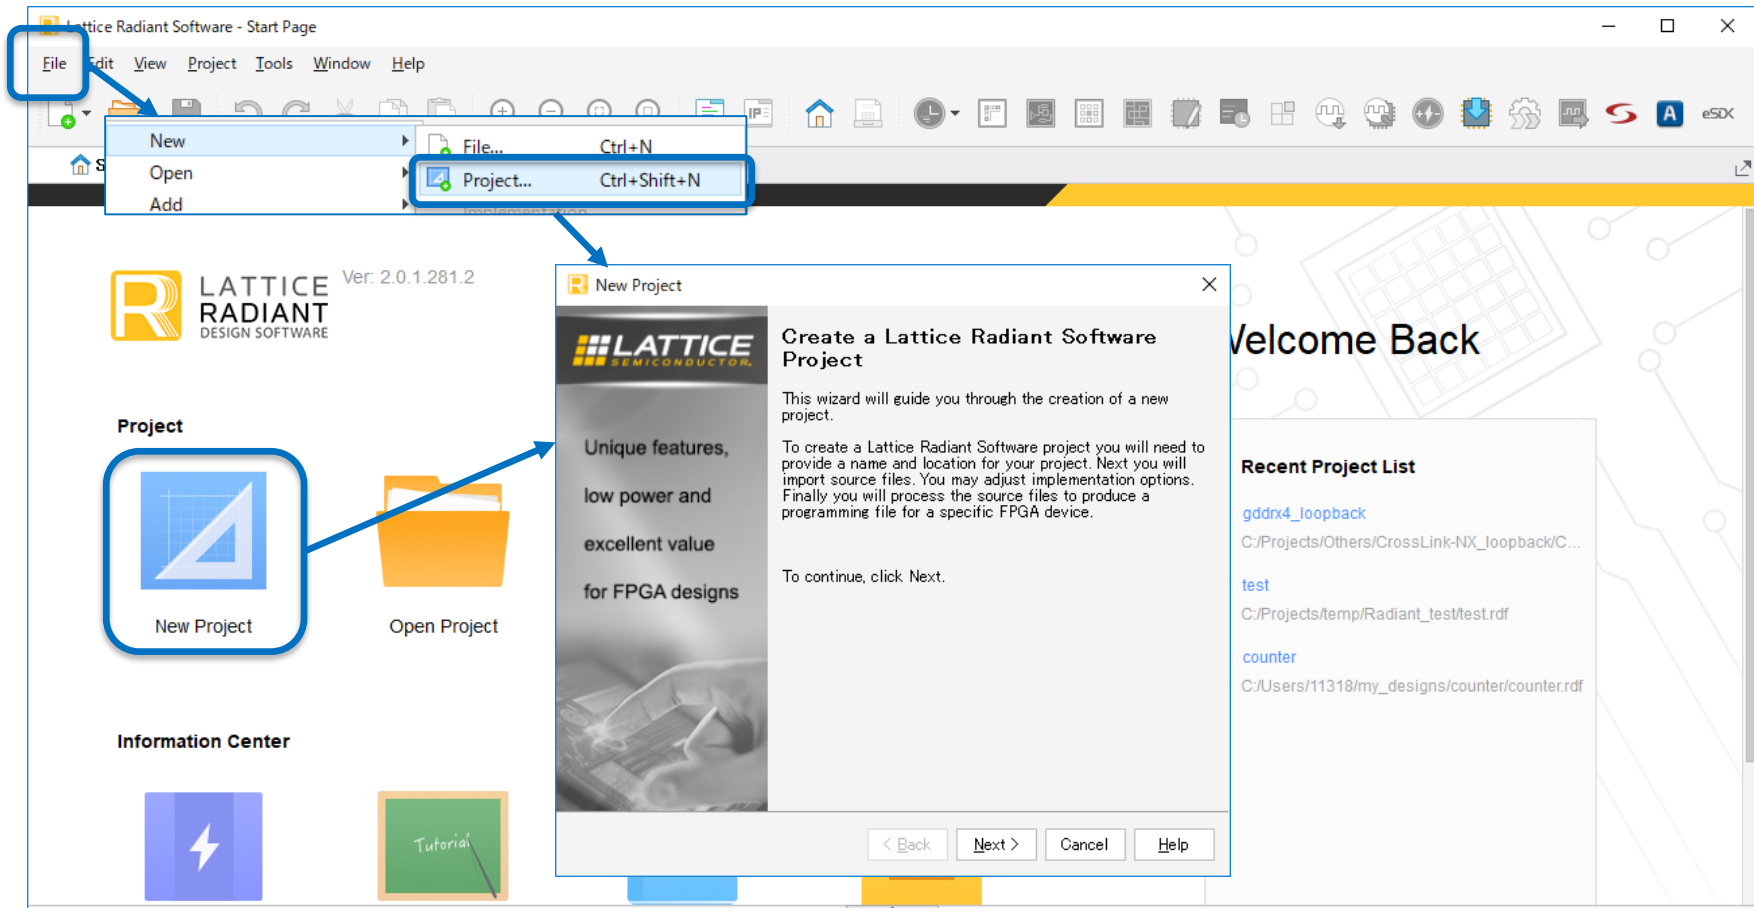 Lattice Radiant Software - Start Page
File Edit View Project Tools Window Help
IP
A
eSDK
New
Open
Add
File... Ctrl+N
Project... Ctrl+Shift+N
Implementation
LATTICE
RADIANT
DESIGN SOFTWARE
Ver: 2.0.1.281.2
Project
New Project
Open Project
Information Center
Tutorial
New Project
LATTICE
SEMICONDUCTOR.
Unique features,
low power and
excellent value
for FPGA designs
Create a Lattice Radiant Software
Project
This wizard will guide you through the creation of a new
project.
To create a Lattice Radiant Software project you will need to
provide a name and location for your project. Next you will
import source files. You may adjust implementation options.
Finally you will process the source files to produce a
programming file for a specific FPGA device.
To continue, click Next.
< Back
Next >
Cancel
Help
Welcome Back
Recent Project List
gddrx4_loopback
C:/Projects/Others/CrossLink-NX_loopback/C...
test
C:/Projects/temp/Radiant_test/test.rdf
counter
C:/Users/11318/my_designs/counter/counter.rdf